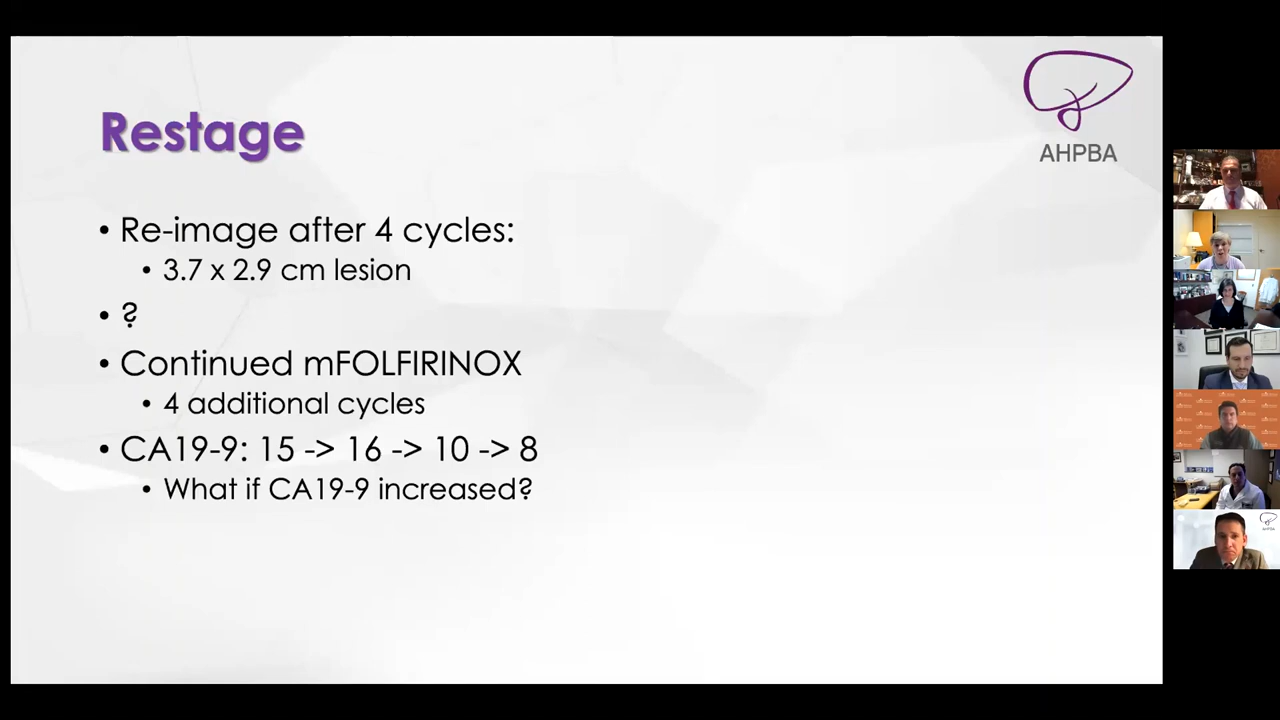 Restage
AHPBA
• Re-image after 4 cycles:
• 3.7 x 2.9 cm lesion
• ?
• Continued mFOLFIRINOX
• 4 additional cycles
• CA19-9: 15 -> 16 -> 10 -> 8
• What if CA19-9 increased?